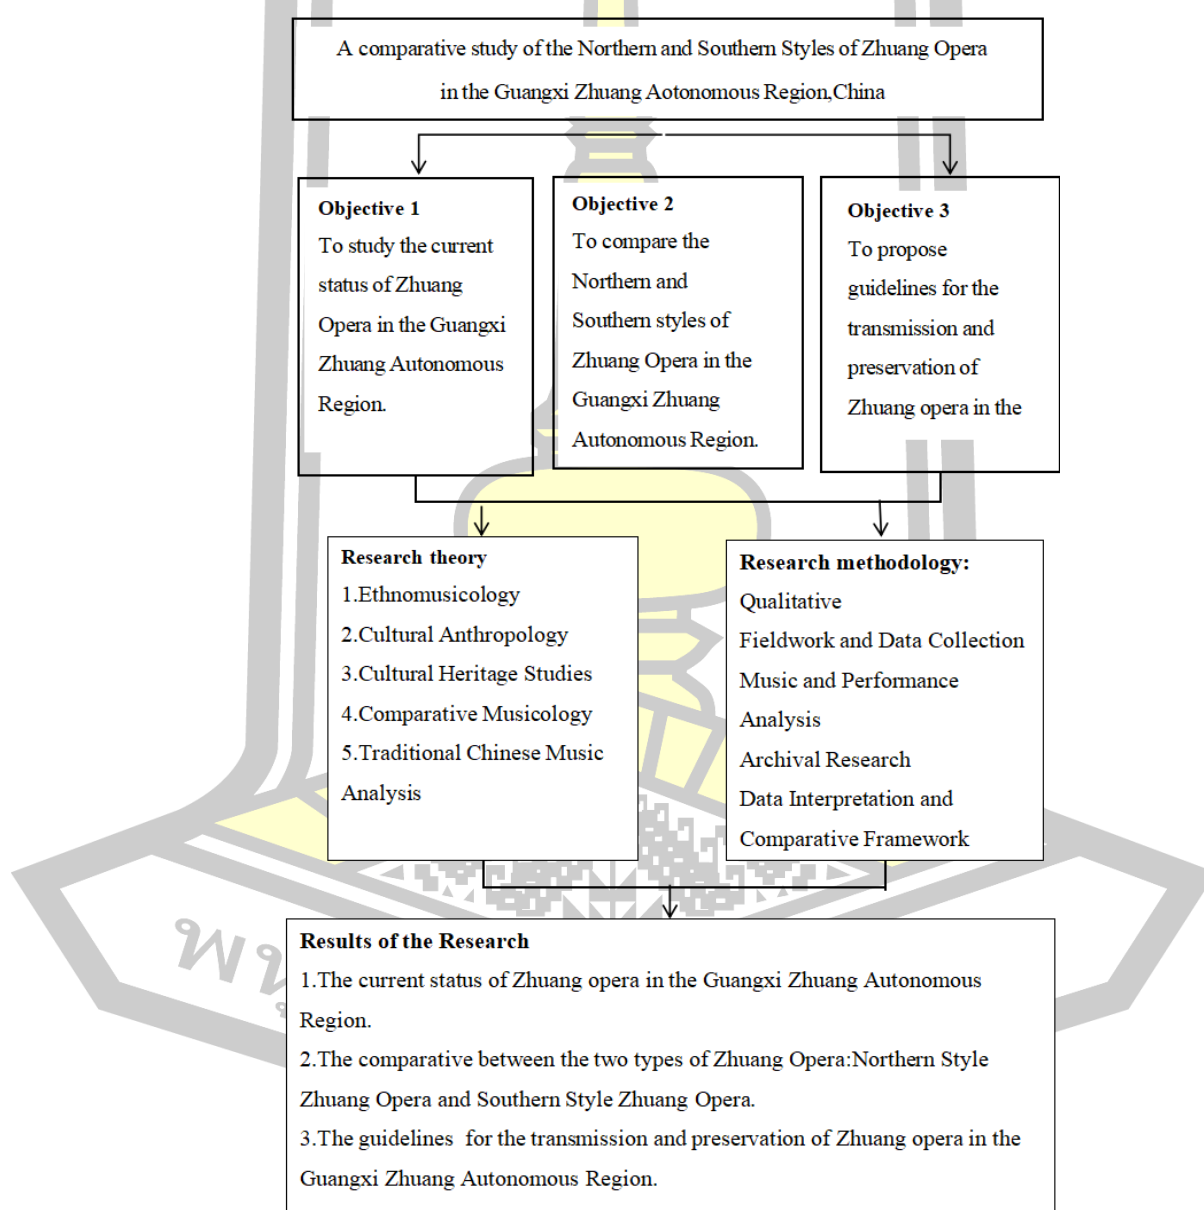 A comparative study of the Northern and Southern Styles of Zhuang Opera
in the Guangxi Zhuang Aotonomous Region,China
Objective 1
To study the current
status of Zhuang
Opera in the Guangxi
Zhuang Autonomous
Region.
Objective 2
To compare the
Northern and
Southern styles of
Zhuang Opera in the
Guangxi Zhuang
Autonomous Region.
Objective 3
To propose
guidelines for the
transmission and
preservation of
Zhuang opera in the
Research theory
1.Ethnomusicology
2.Cultural Anthropology
3.Cultural Heritage Studies
4.Comparative Musicology
5.Traditional Chinese Music
Analysis
Research methodology:
Qualitative
Fieldwork and Data Collection
Music and Performance
Analysis
Archival Research
Data Interpretation and
Comparative Framework
Results of the Research
1.The current status of Zhuang opera in the Guangxi Zhuang Autonomous
Region.
2.The comparative between the two types of Zhuang Opera:Northern Style
Zhuang Opera and Southern Style Zhuang Opera.
3.The guidelines for the transmission and preservation of Zhuang opera in the
Guangxi Zhuang Autonomous Region.